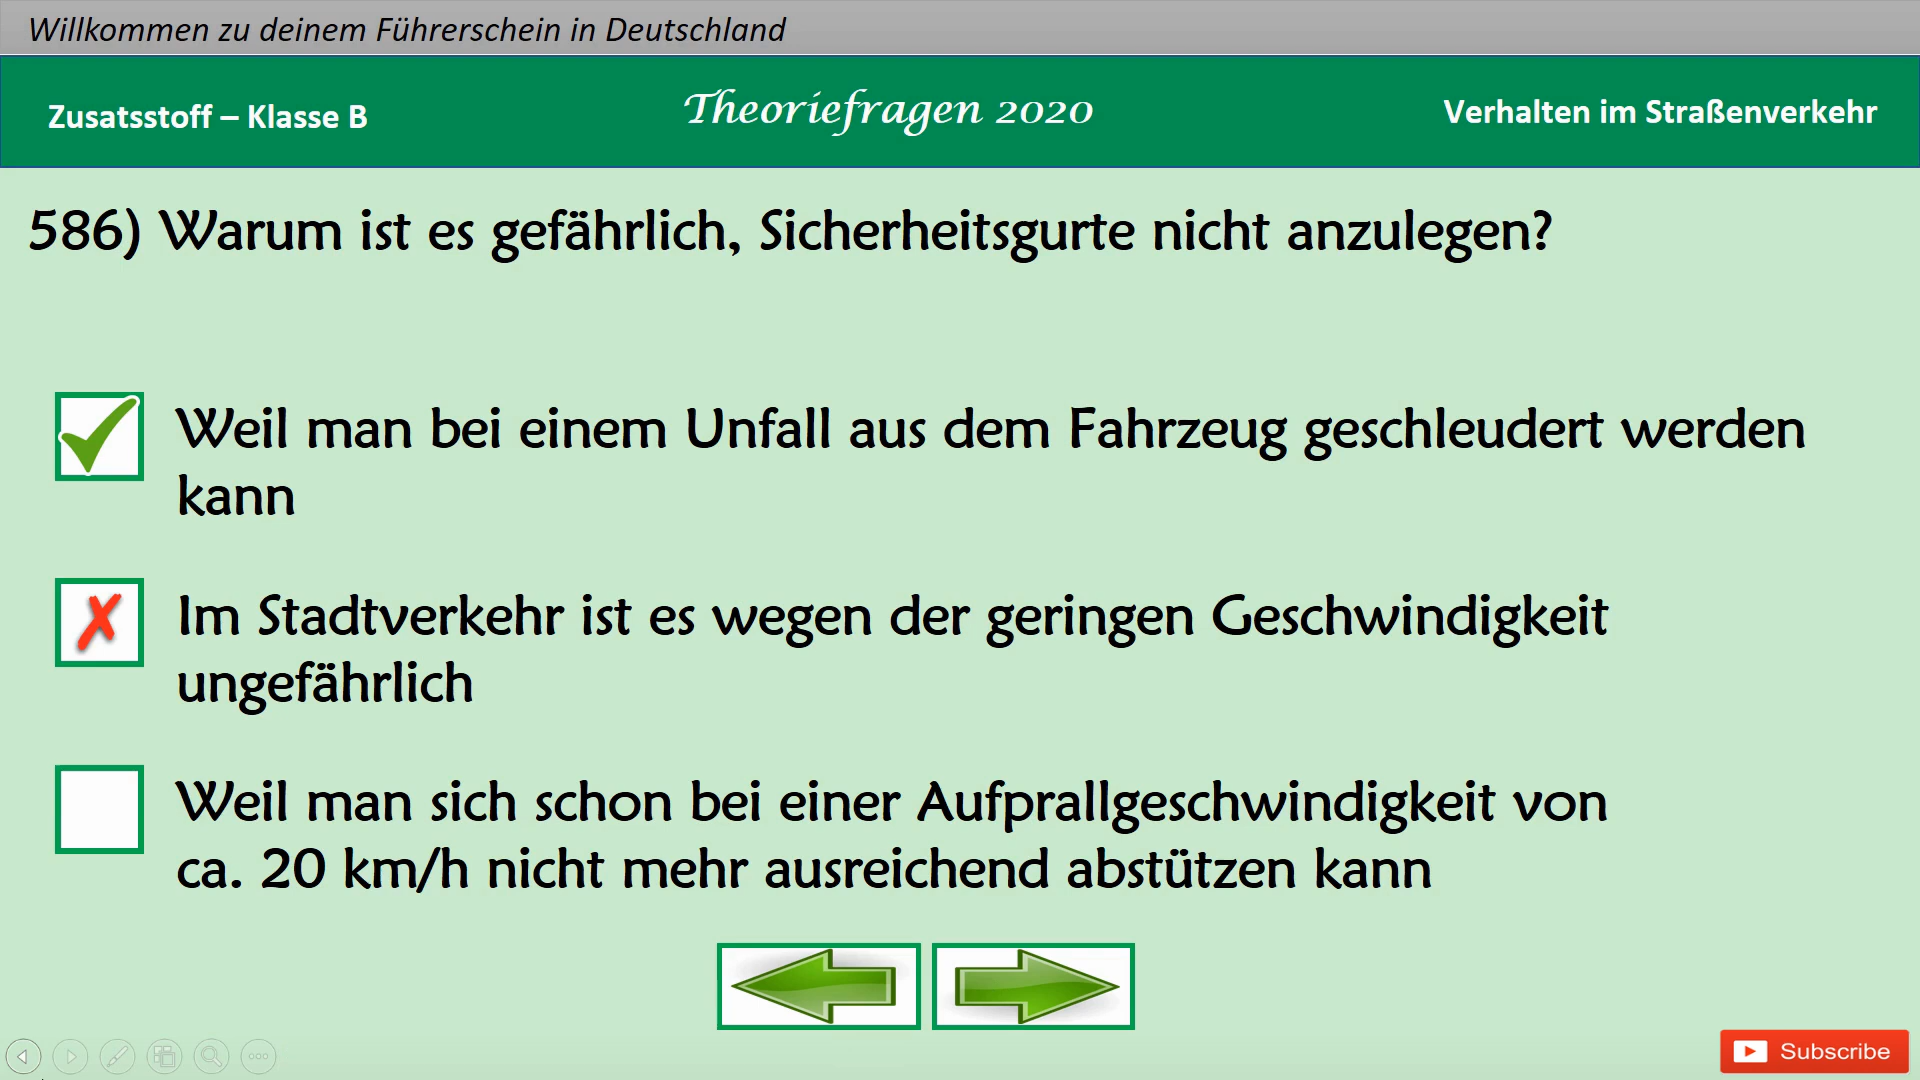 Willkommen zu deinem Führerschein in Deutschland
Zusatsstoff – Klasse B
Theoriefragen 2020
Verhalten im Straßenverkehr
586) Warum ist es gefährlich, Sicherheitsgurte nicht anzulegen?
Weil man bei einem Unfall aus dem Fahrzeug geschleudert werden
kann
Im Stadtverkehr ist es wegen der geringen Geschwindigkeit
ungefährlich
Weil man sich schon bei einer Aufprallgeschwindigkeit von
ca. 20 km/h nicht mehr ausreichend abstützen kann
Subscribe